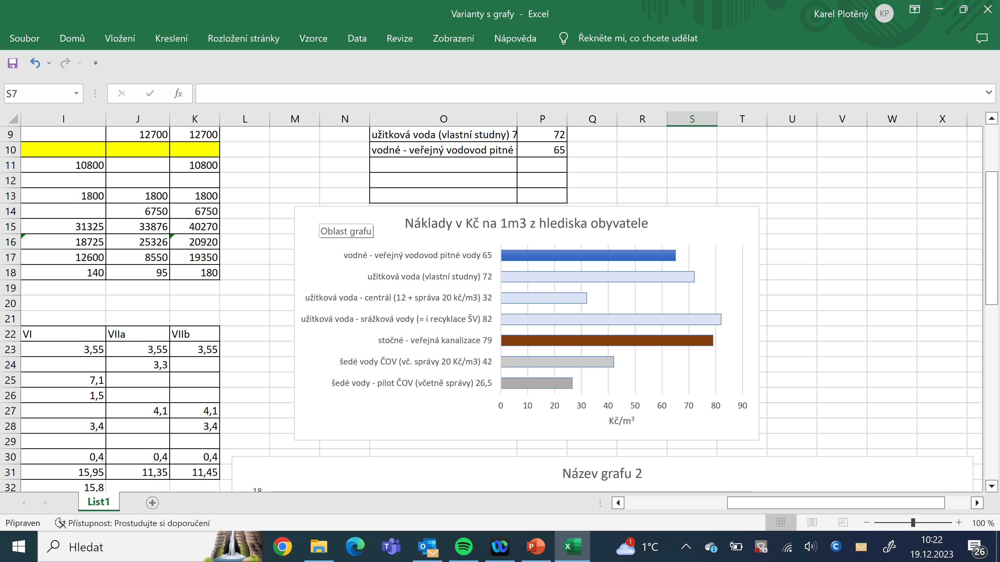 Varianty s grafy - Excel
Karel Plotěný
KP
Soubor Domů Vložení Kreslení Rozložení stránky Vzorce Data Revize Zobrazení Nápověda Řekněte mi, co chcete udělat
S7
fx
I J K L M N O P Q R S T U V W X
9 12700 12700 užitková voda (vlastní studny) 7 72
10 vodné - veřejný vodovod pitné 65
11 10800 10800
12
13 1800 1800 1800
14 6750 6750
15 31325 33876 40270
16 18725 25326 20920
17 12600 8550 19350
18 140 95 180
19
20
21
22 VI VIIa VIIb
23 3,55 3,55 3,55
24 3,3
25 7,1
26 1,5
27 4,1 4,1
28 3,4 3,4
29
30 0,4 0,4 0,4
31 15,95 11,35 11,45
32 15,8
Náklady v Kč na 1m3 z hlediska obyvatele
Oblast grafu
vodné - veřejný vodovod pitné vody 65
užitková voda (vlastní studny) 72
užitková voda - centrál (12 + správa 20 kč/m3) 32
užitková voda - srážková vody (= i recyklace ŠV) 82
stočné - veřejná kanalizace 79
šedé vody ČOV (vč. správy 20 Kč/m3) 42
šedé vody - pilot ČOV (včetně správy) 26,5
0 10 20 30 40 50 60 70 80 90
Kč/m³
Název grafu 2
18
List1
Připraven Přístupnost: Prostudujte si doporučení
100 %
Hledat
1
1°C
10:22
19.12.2023
26